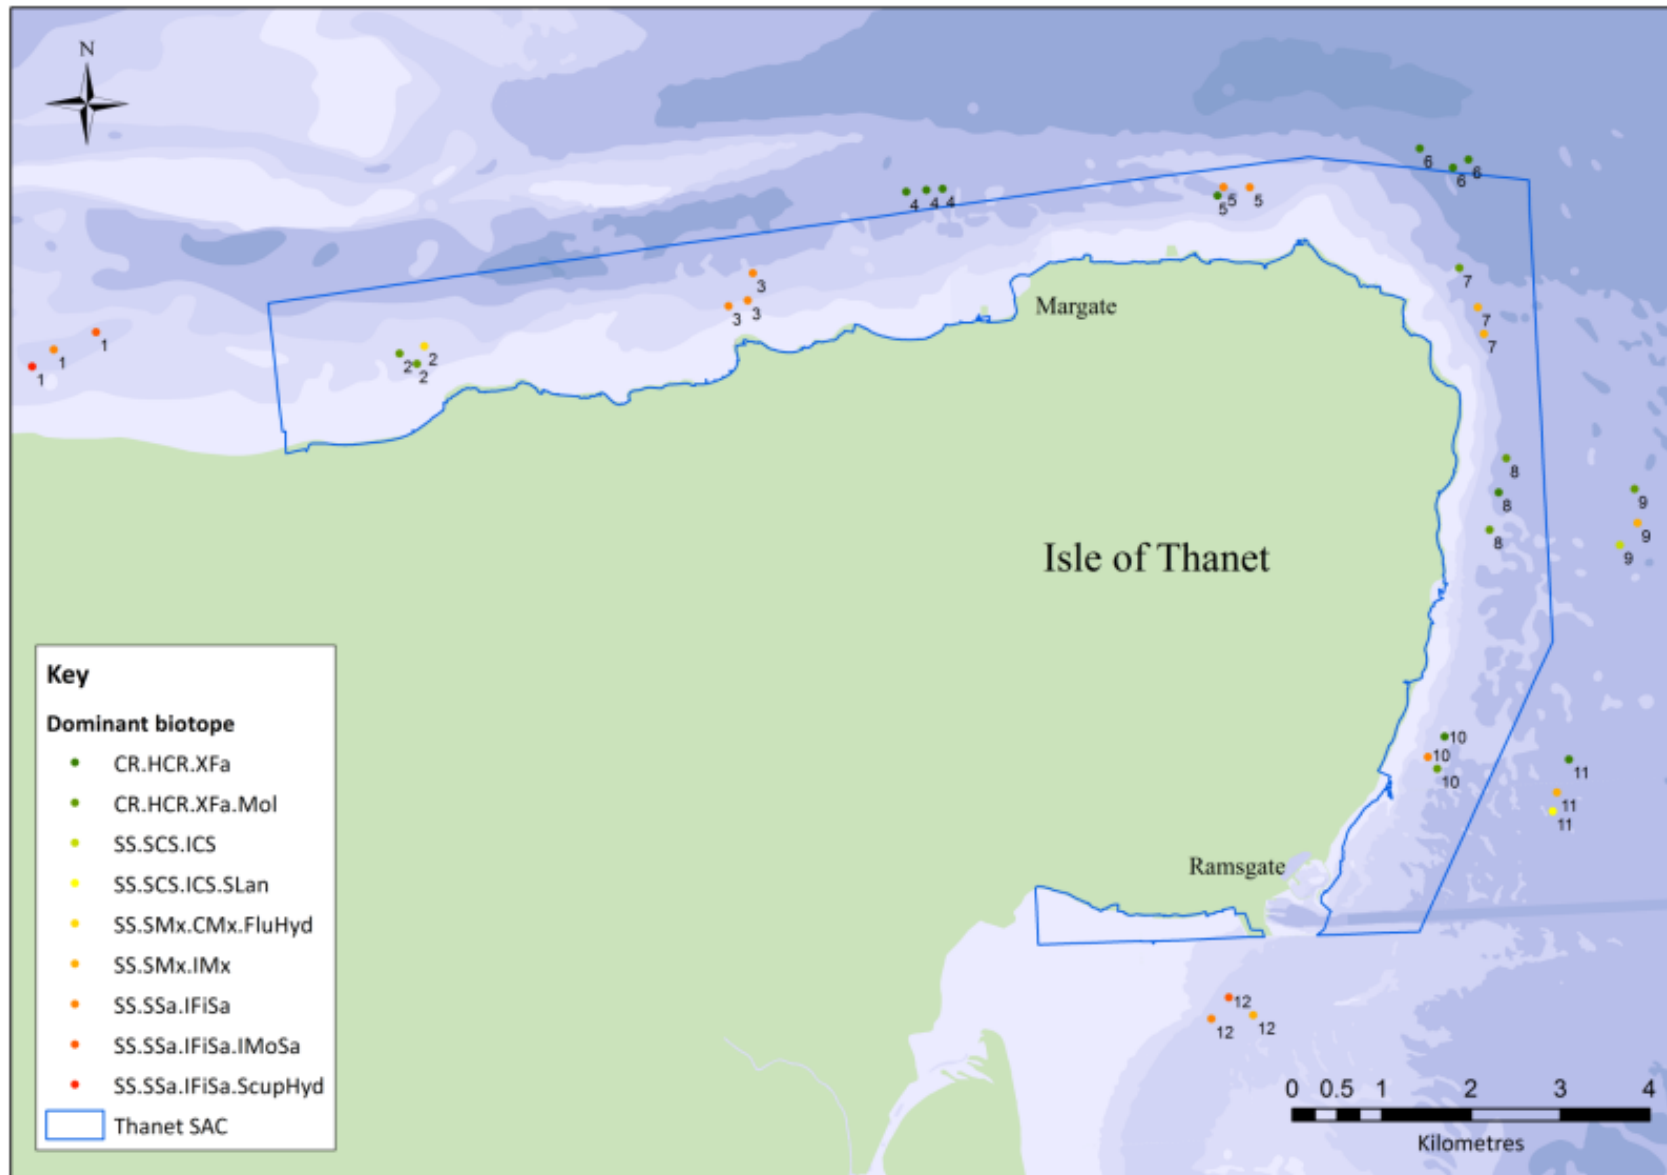 N
4 4 4
5 5 5
6 6 6
3
3 3
Margate
7
7
7
1 1 1
2 2
2
8
8
8
9
9
9
Isle of Thanet
10
10
10
11
11
11
Ramsgate
12
12 12
Key
Dominant biotope
CR.HCR.XFa
CR.HCR.XFa.Mol
SS.SCS.ICS
SS.SCS.ICS.SLan
SS.SMx.CMx.FluHyd
SS.SMx.IMx
SS.SSa.IFiSa
SS.SSa.IFiSa.IMoSa
SS.SSa.IFiSa.ScupHyd
Thanet SAC
0 0.5 1 2 3 4
Kilometres